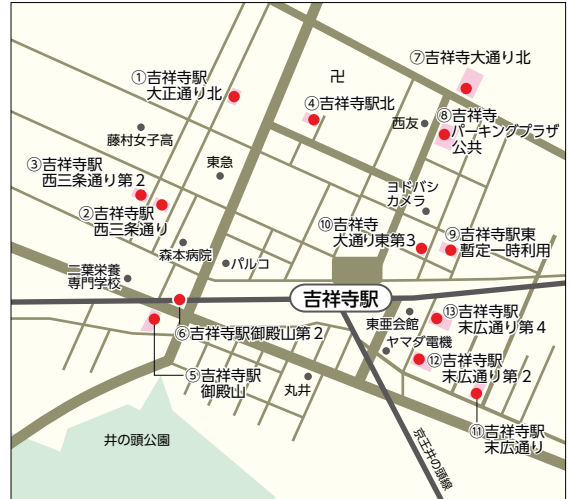 ⑦吉祥寺大通り北
①吉祥寺駅
大正通り北
卍
④吉祥寺駅北
西友
⑧吉祥寺
パーキングプラザ
公共
藤村女子高
③吉祥寺駅
西三条通り第2
東急
②吉祥寺駅
西三条通り
ヨドバシ
カメラ
⑩吉祥寺
大通り東第3
⑨吉祥寺駅東
暫定一時利用
森本病院
パルコ
二葉栄養
専門学校
吉祥寺駅
⑬吉祥寺駅
末広通り第4
東亜会館
ヤマダ電機
⑥吉祥寺駅御殿山第2
⑫吉祥寺駅
末広通り第2
⑤吉祥寺駅
御殿山
丸井
⑪吉祥寺駅
末広通り
井の頭公園
京王井の頭線